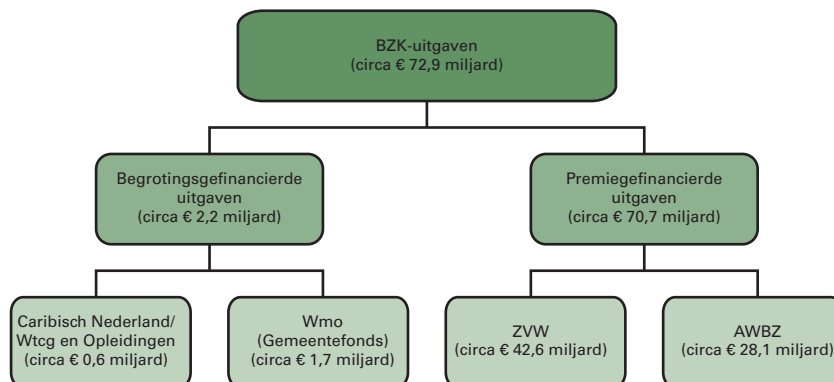 BZK-uitgaven
(circa € 72,9 miljard)
Begrotingsgefinancierde
uitgaven
(circa € 2,2 miljard)
Premiegefinancierde
uitgaven
(circa € 70,7 miljard)
Caribisch Nederland/
Wtcg en Opleidingen
(circa € 0,6 miljard)
Wmo
(Gemeentefonds)
(circa € 1,7 miljard)
ZVW
(circa € 42,6 miljard)
AWBZ
(circa € 28,1 miljard)